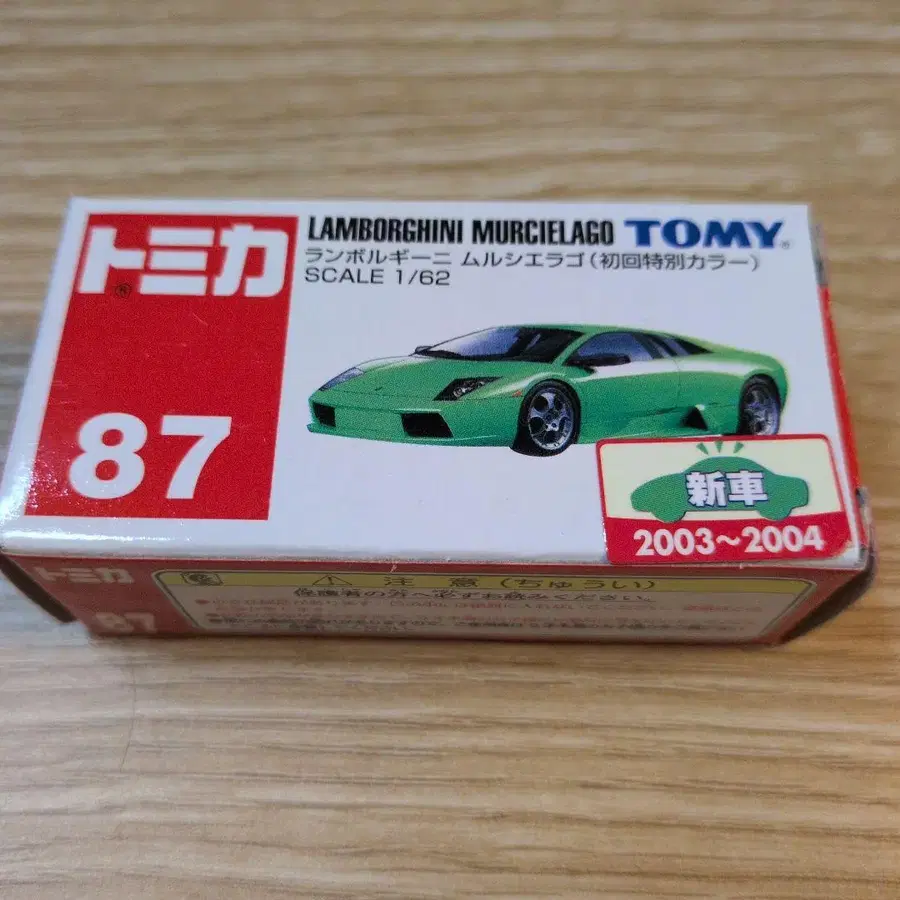 トミカ®
87
LAMBORGHINI MURCIELAGO TOMY®
ランボルギーニ ムルシエラゴ(初回特別カラー)
SCALE 1/62
新車
2003~2004
トミカ
87
注 意 (ちゅうい)
保護者の方へ必ずお読みください。